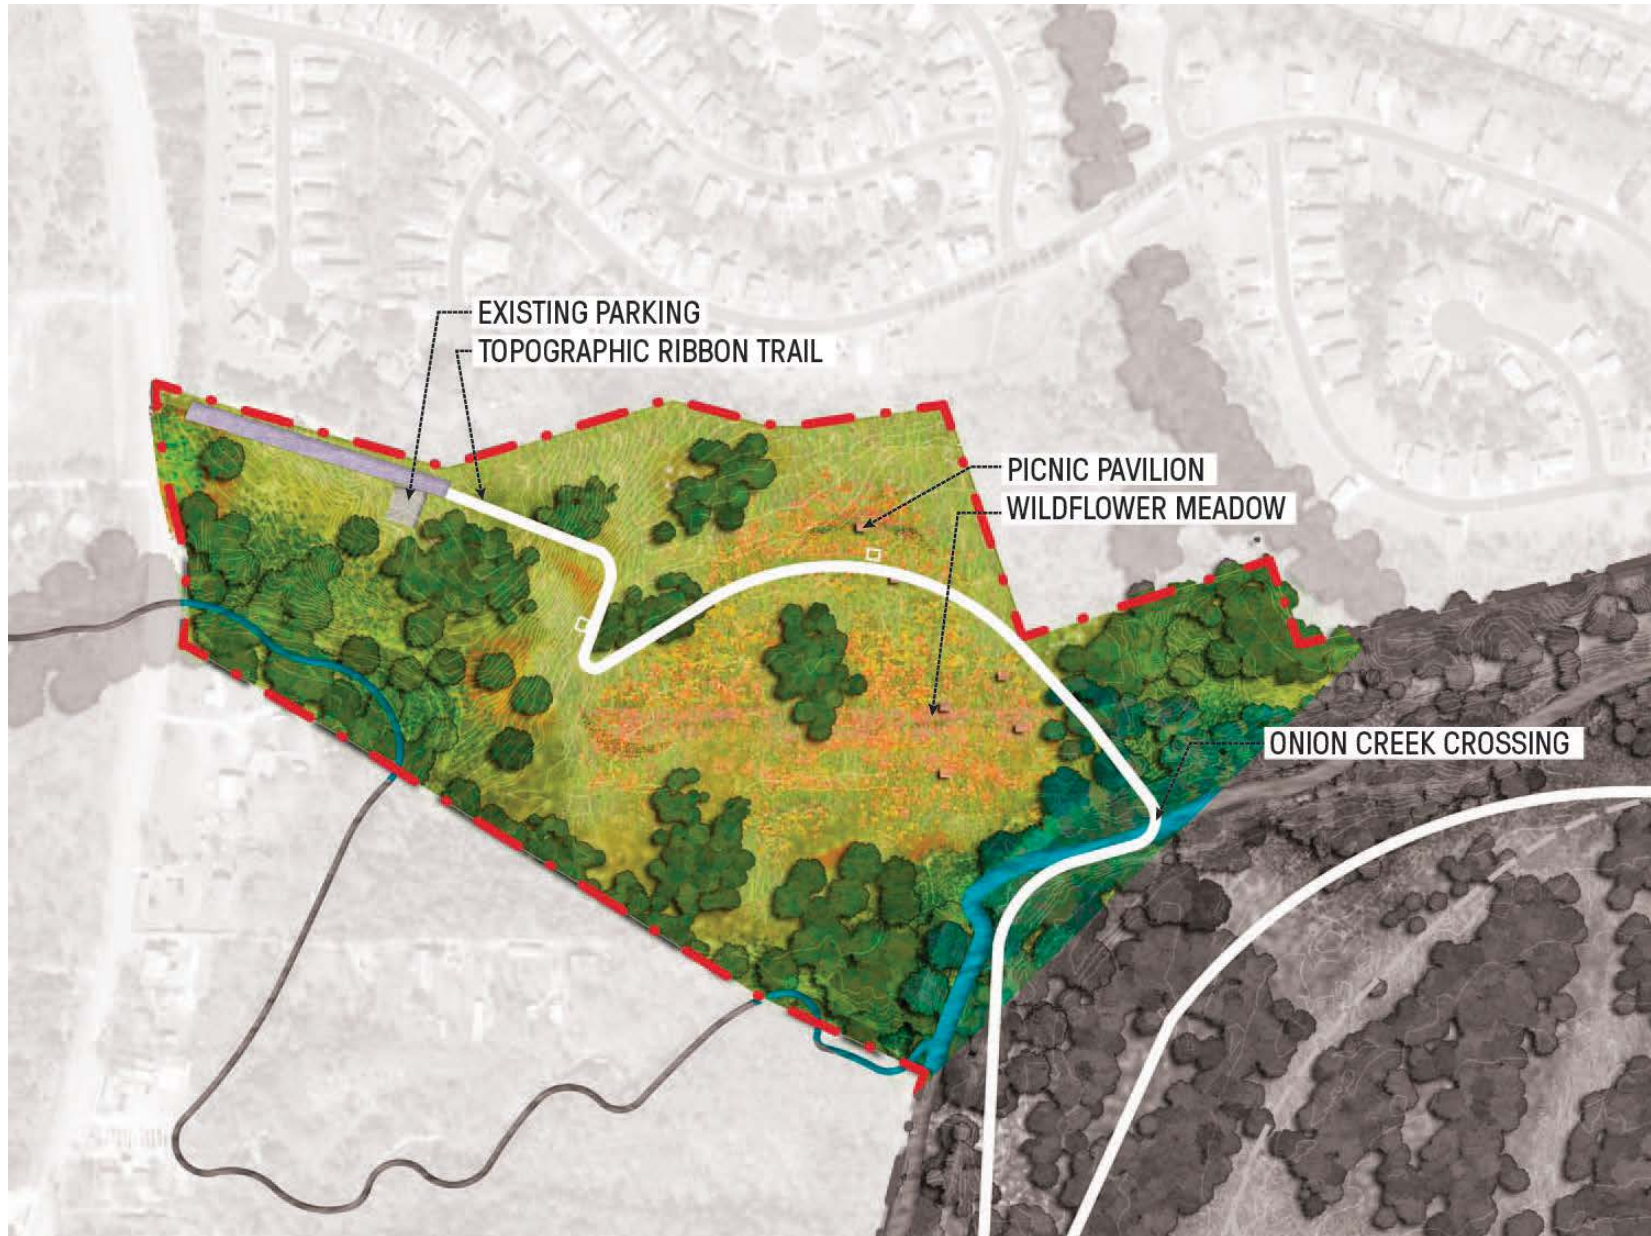 EXISTING PARKING
TOPOGRAPHIC RIBBON TRAIL
PICNIC PAVILION
WILDFLOWER MEADOW
ONION CREEK CROSSING